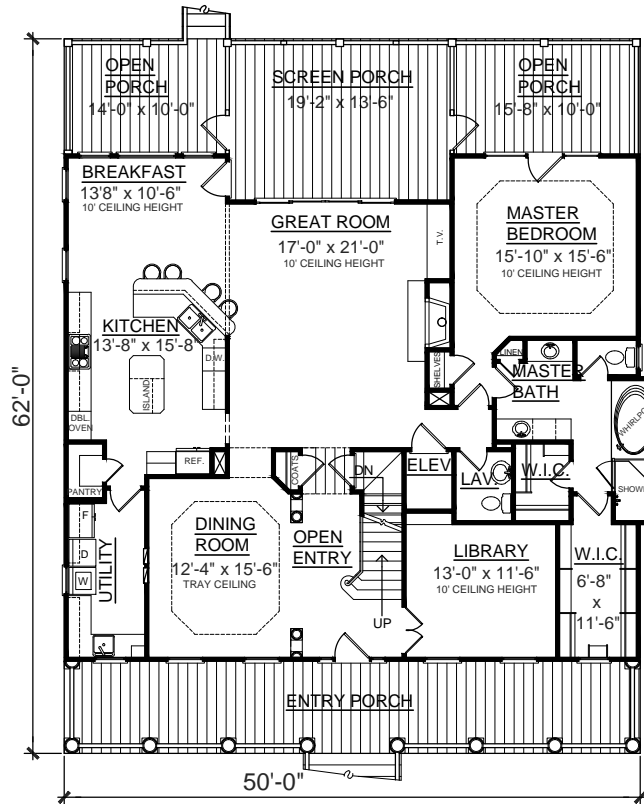 OPEN
PORCH
14'-0" x 10'-0"
SCREEN PORCH
19'-2" x 13'-6"
OPEN
PORCH
15'-8" x 10'-0"
BREAKFAST
13'8" x 10'-6"
10' CEILING HEIGHT
GREAT ROOM
17'-0" x 21'-0"
10' CEILING HEIGHT
T.V.
MASTER
BEDROOM
15'-10" x 15'-6"
10' CEILING HEIGHT
KITCHEN
13'-8" x 15'-8"
D.W.
ISLAND
DBL
OVEN
REF.
PANTRY
SHELVES
LINEN
MASTER
BATH
WHIRLPOOL
SHOWER
62'-0"
COATS
DN
ELEV
LAV.
W.I.C.
F
D
W
UTILITY
DINING
ROOM
12'-4" x 15'-6"
TRAY CEILING
OPEN
ENTRY
UP
LIBRARY
13'-0" x 11'-6"
10' CEILING HEIGHT
W.I.C.
6'-8"
x
11'-6"
ENTRY PORCH
50'-0"